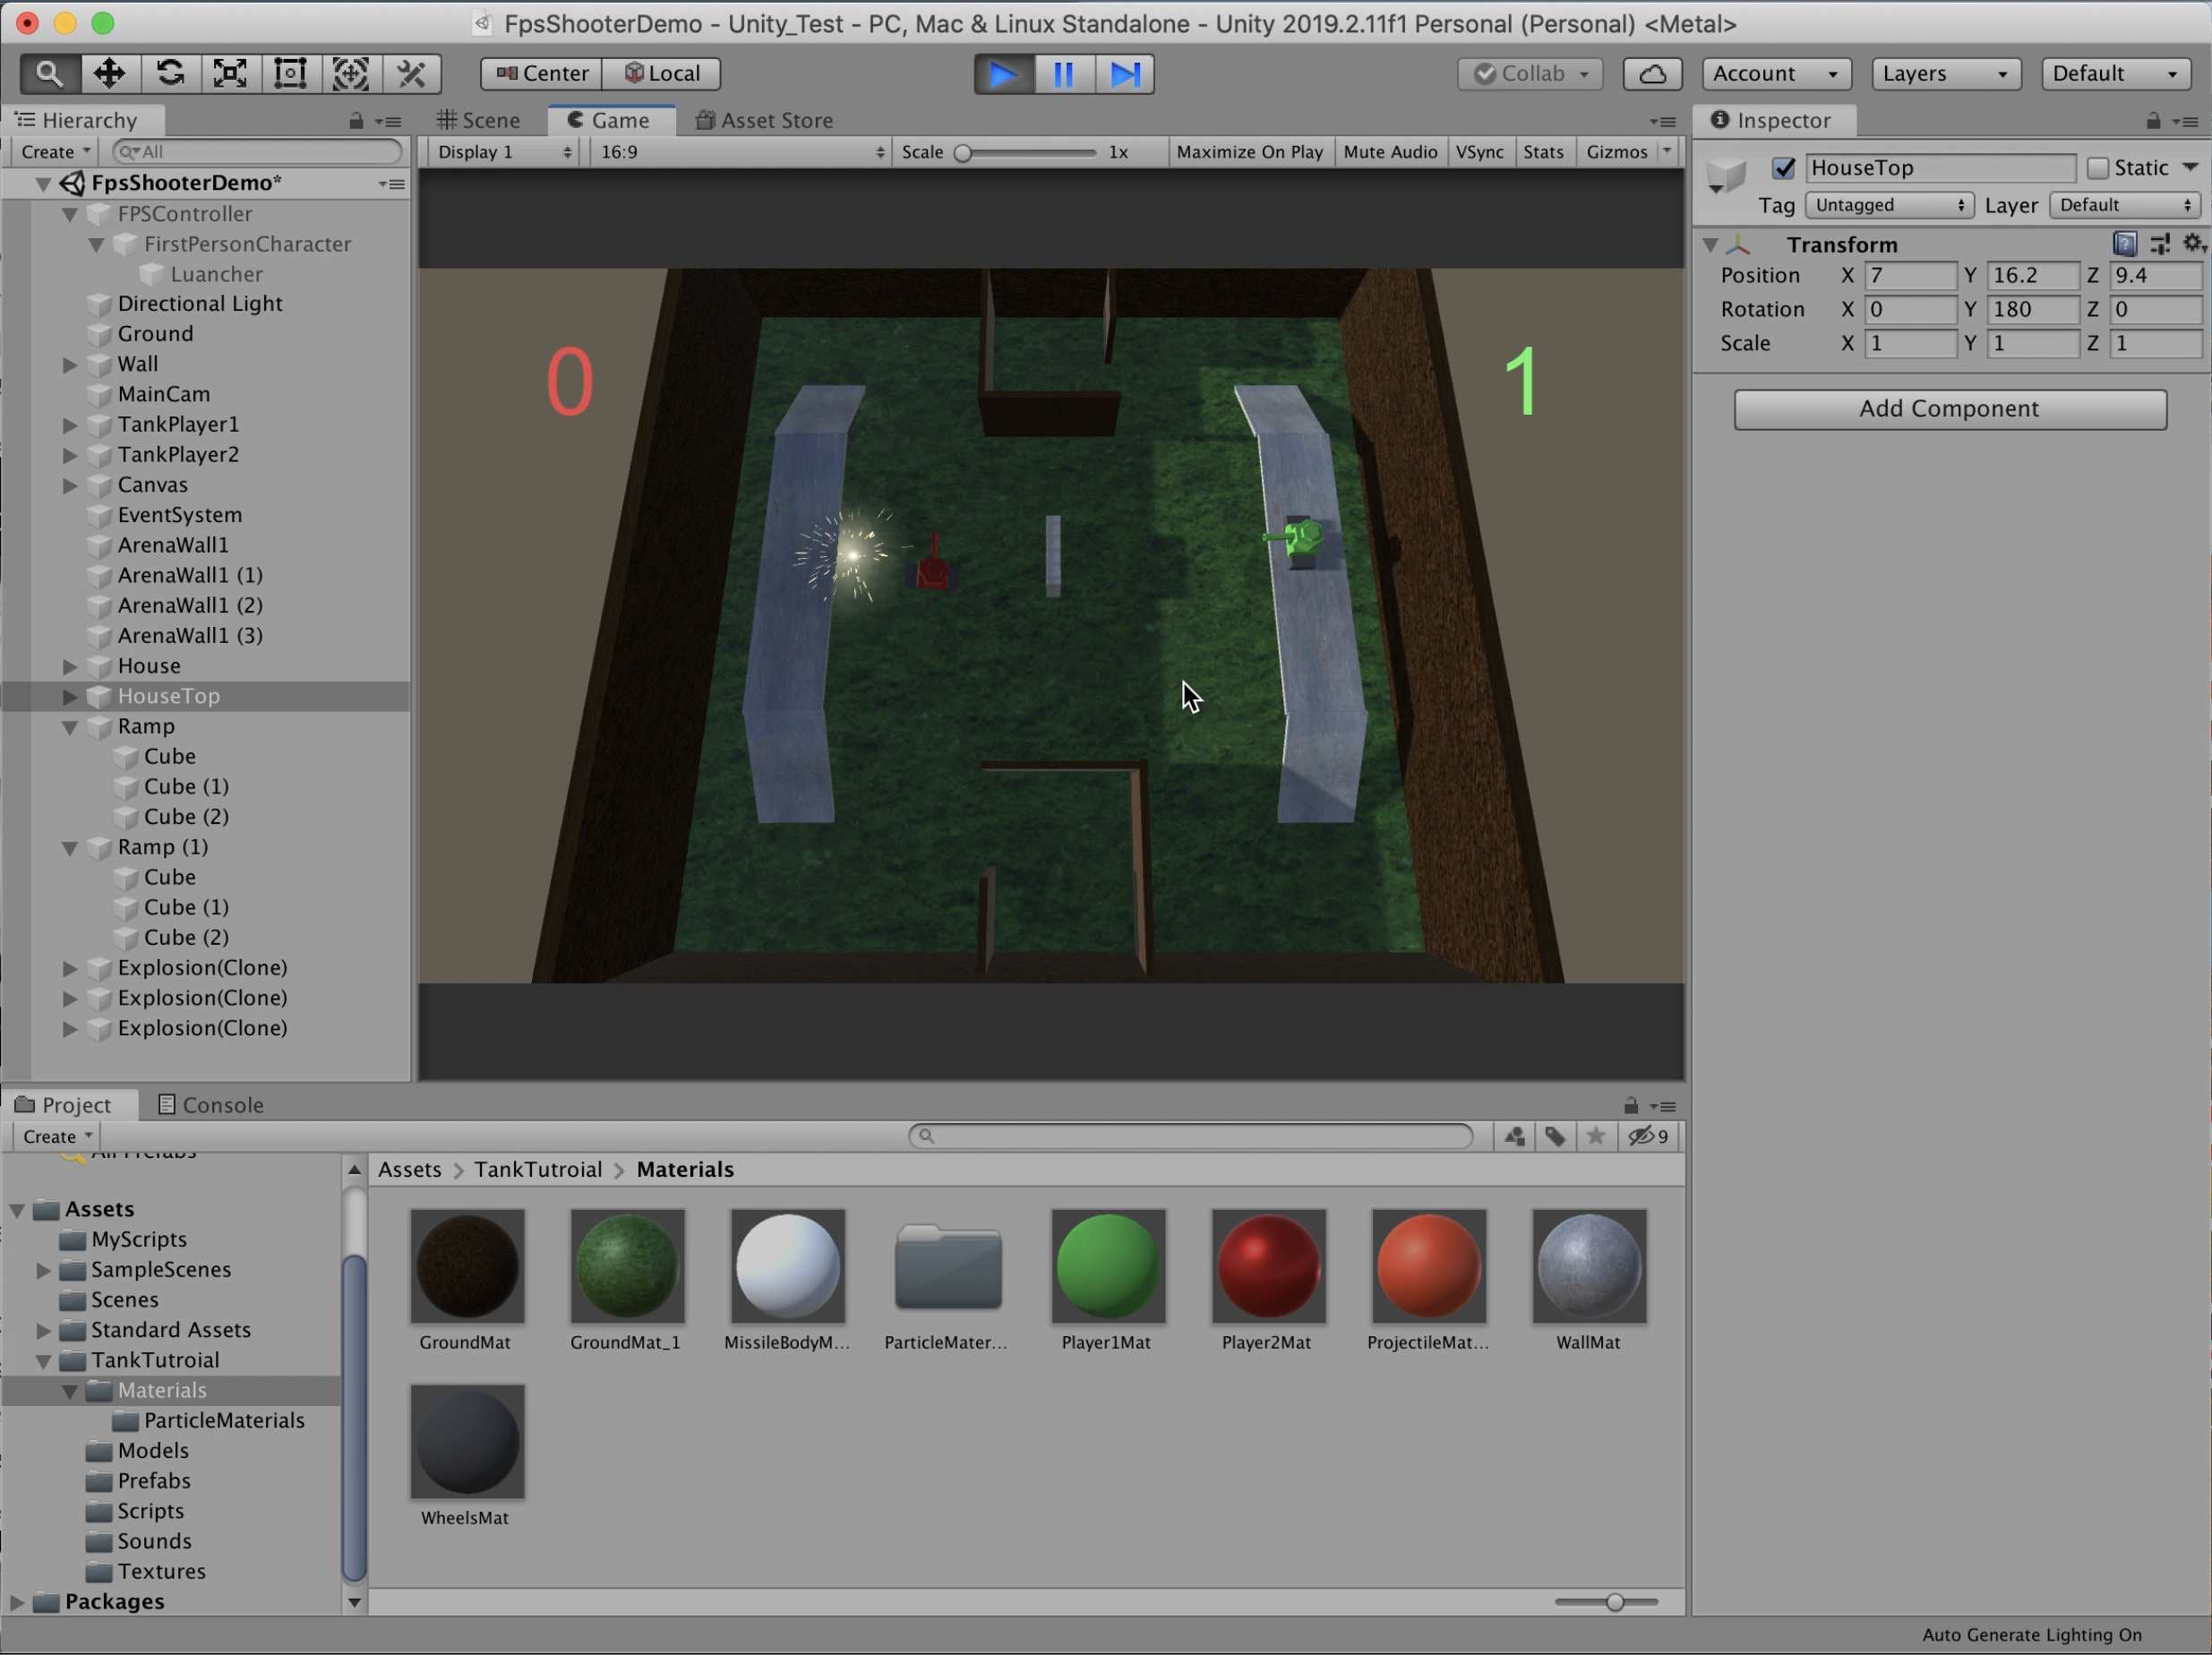 FpsShooterDemo - Unity_Test - PC, Mac & Linux Standalone - Unity 2019.2.11f1 Personal (Personal) <Metal>
Center Local Collab Account Layers Default
Hierarchy
Create All
FpsShooterDemo*
FPSController
FirstPersonCharacter
Luancher
Directional Light
Ground
Wall
MainCam
TankPlayer1
TankPlayer2
Canvas
EventSystem
ArenaWall1
ArenaWall1 (1)
ArenaWall1 (2)
ArenaWall1 (3)
House
HouseTop
Ramp
Cube
Cube (1)
Cube (2)
Ramp (1)
Cube
Cube (1)
Cube (2)
Explosion(Clone)
Explosion(Clone)
Explosion(Clone)
Scene Game Asset Store
Display 1 16:9 Scale 1x Maximize On Play Mute Audio VSync Stats Gizmos
0 1
Inspector
HouseTop Static
Tag Untagged Layer Default
Transform
Position X 7 Y 16.2 Z 9.4
Rotation X 0 Y 180 Z 0
Scale X 1 Y 1 Z 1
Add Component
Project Console
Create 9
All Prefabs
Assets
MyScripts
SampleScenes
Scenes
Standard Assets
TankTutroial
Materials
ParticleMaterials
Models
Prefabs
Scripts
Sounds
Textures
Packages
Assets > TankTutroial > Materials
GroundMat GroundMat_1 MissileBodyM... ParticleMater... Player1Mat Player2Mat ProjectileMat... WallMat
WheelsMat
Auto Generate Lighting On